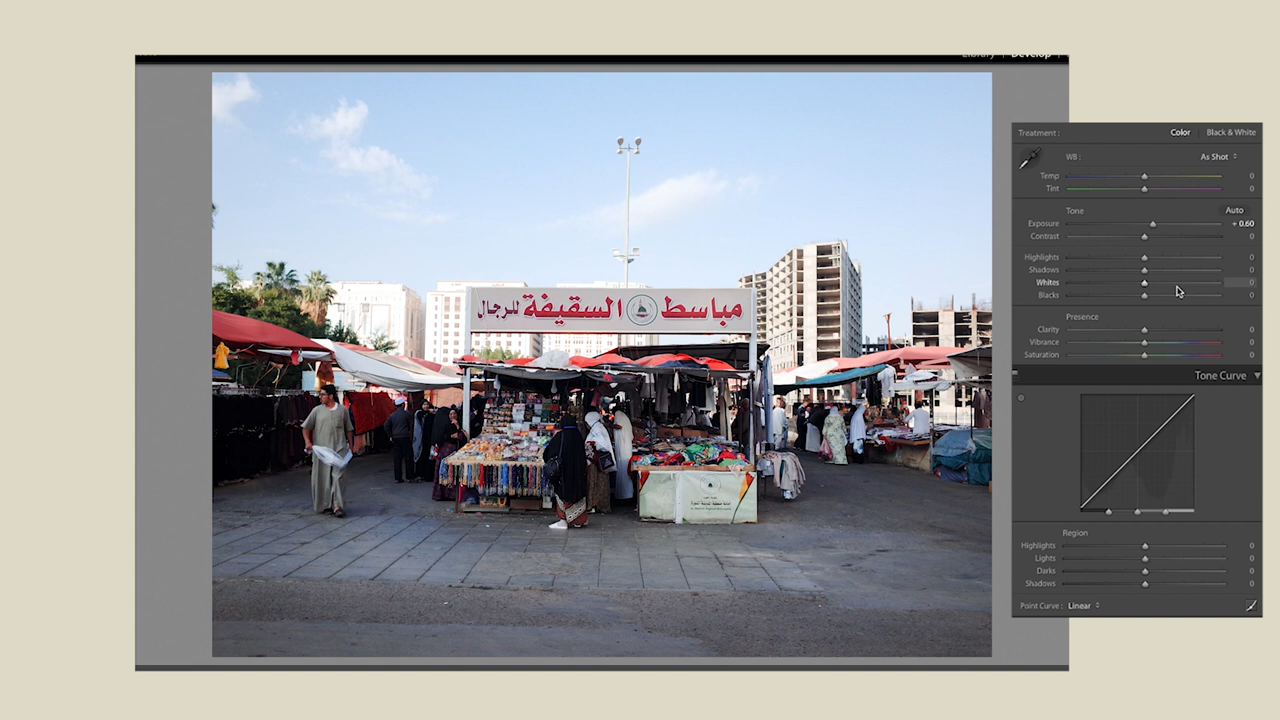 Library | Develop |
Treatment : Color | Black & White
WB : As Shot
Temp 0
Tint 0
Tone Auto
Exposure + 0.60
Contrast 0
Highlights 0
Shadows 0
Whites 0
Blacks 0
Presence
Clarity 0
Vibrance 0
Saturation 0
Tone Curve
Region
Highlights 0
Lights 0
Darks 0
Shadows 0
Point Curve : Linear
مباسط السقيفة للرجال